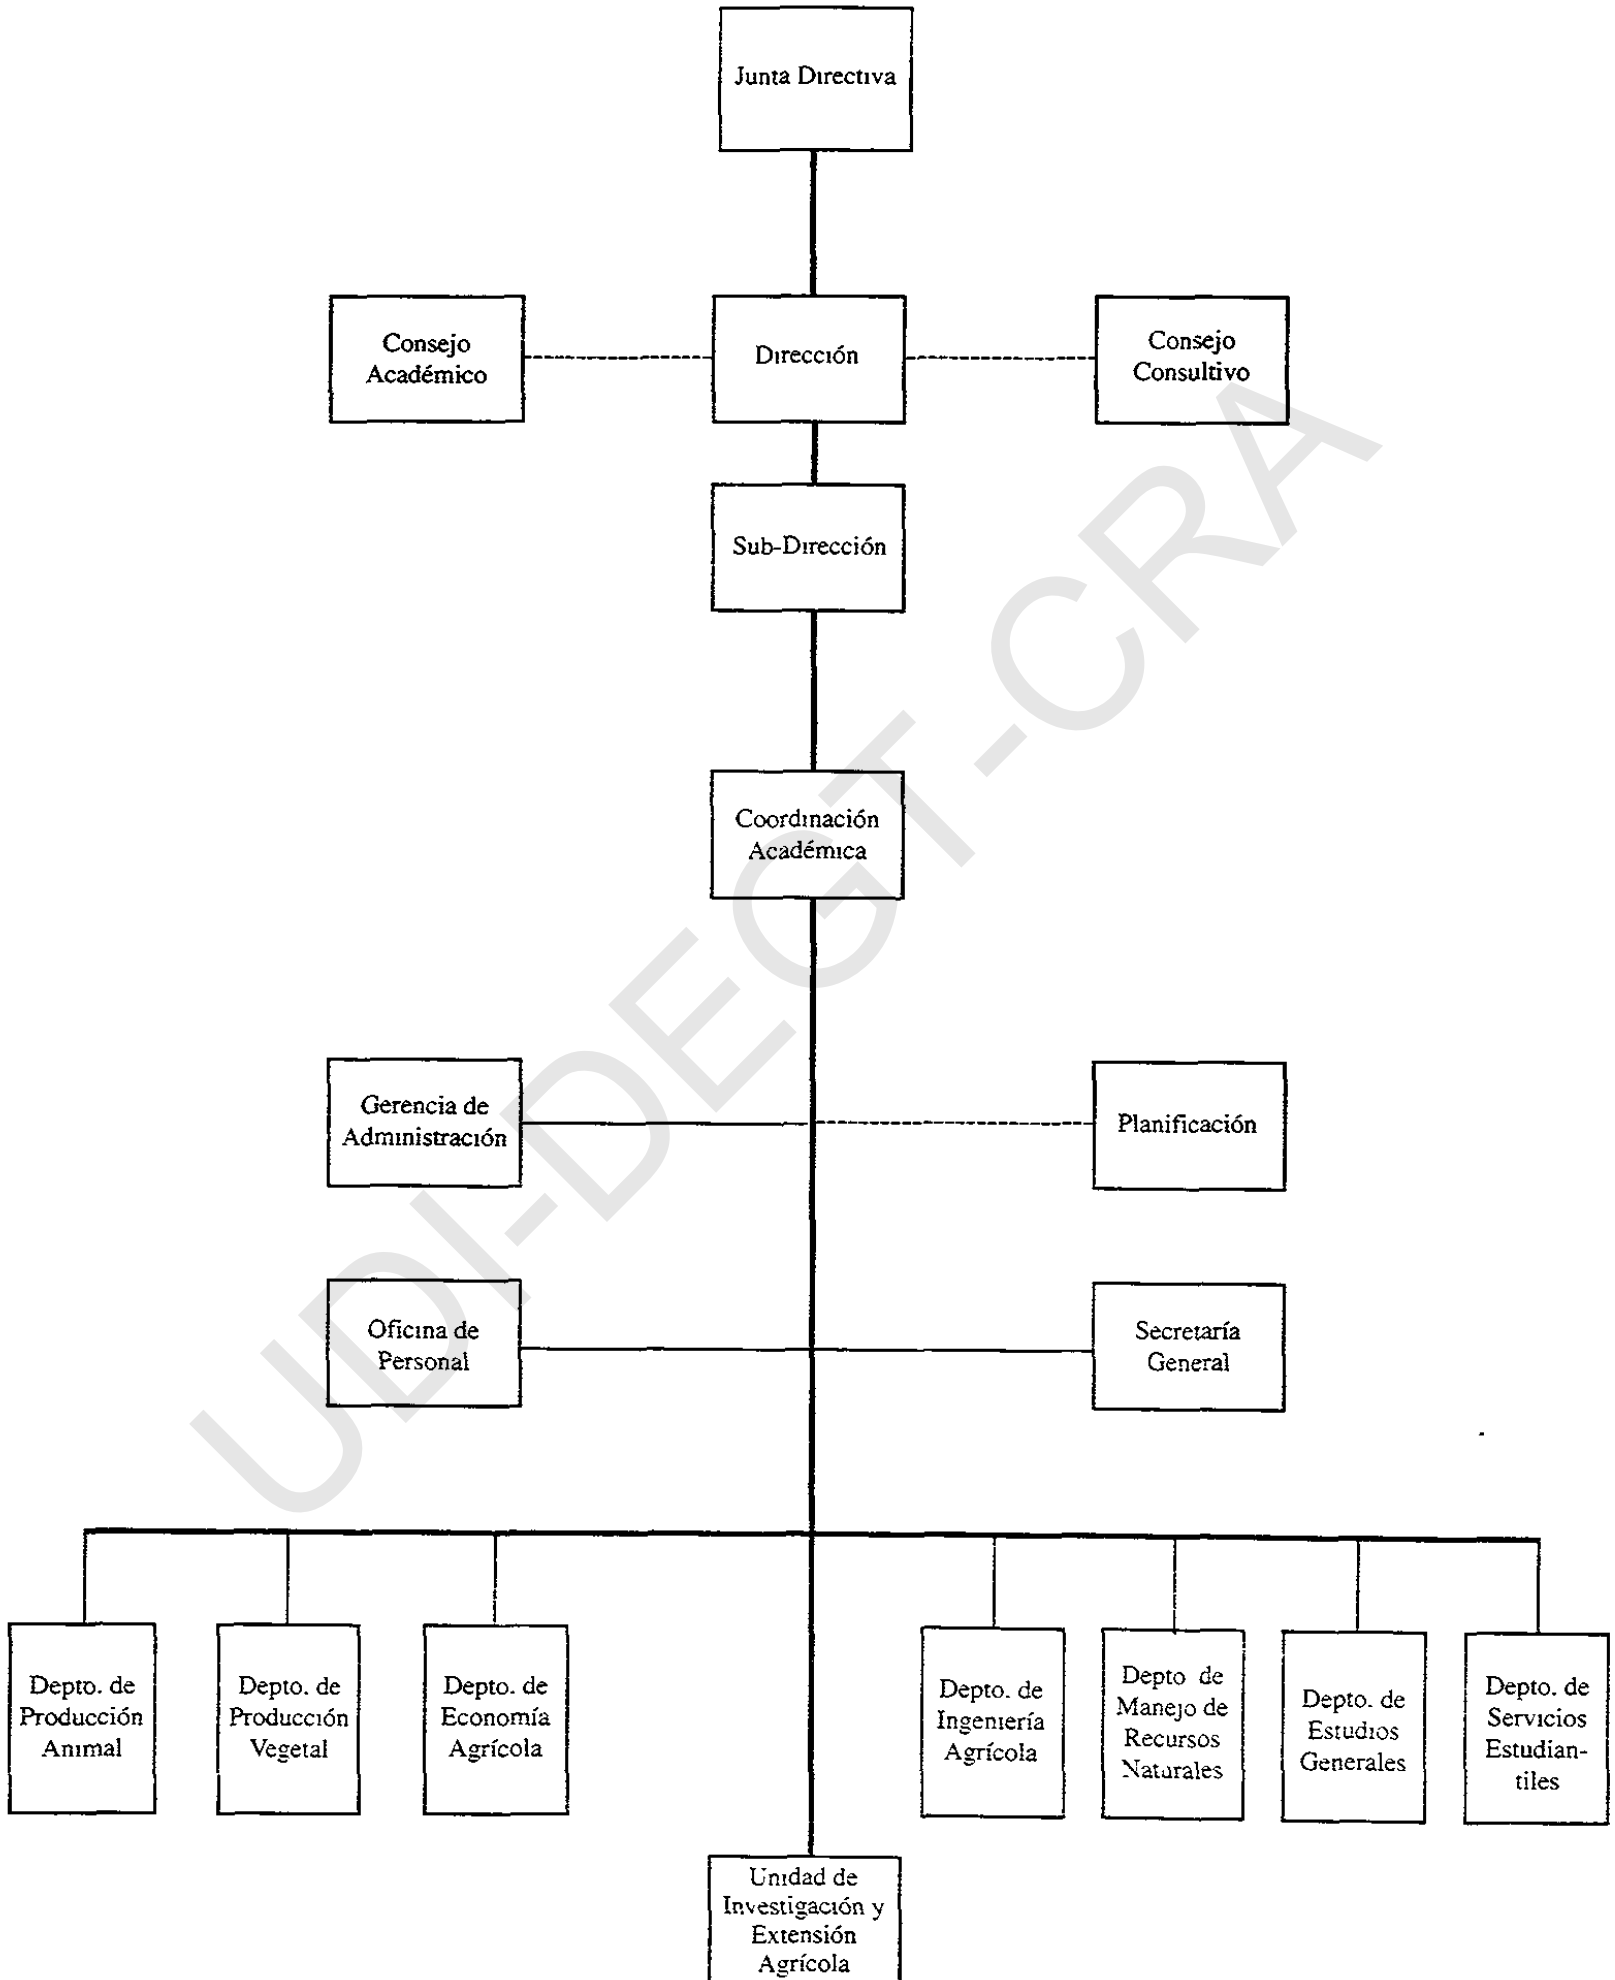 Junta Directiva
Consejo
Académico
Dirección
Consejo
Consultivo
Sub-Dirección
Coordinación
Académica
Gerencia de
Administración
Planificación
Oficina de
Personal
Secretaría
General
Depto. de
Producción
Animal
Depto. de
Producción
Vegetal
Depto. de
Economía
Agrícola
Depto. de
Ingeniería
Agrícola
Depto de
Manejo de
Recursos
Naturales
Depto. de
Estudios
Generales
Depto. de
Servicios
Estudian-
tiles
Unidad de
Investigación y
Extensión
Agrícola
UDI-DEGT-CRA